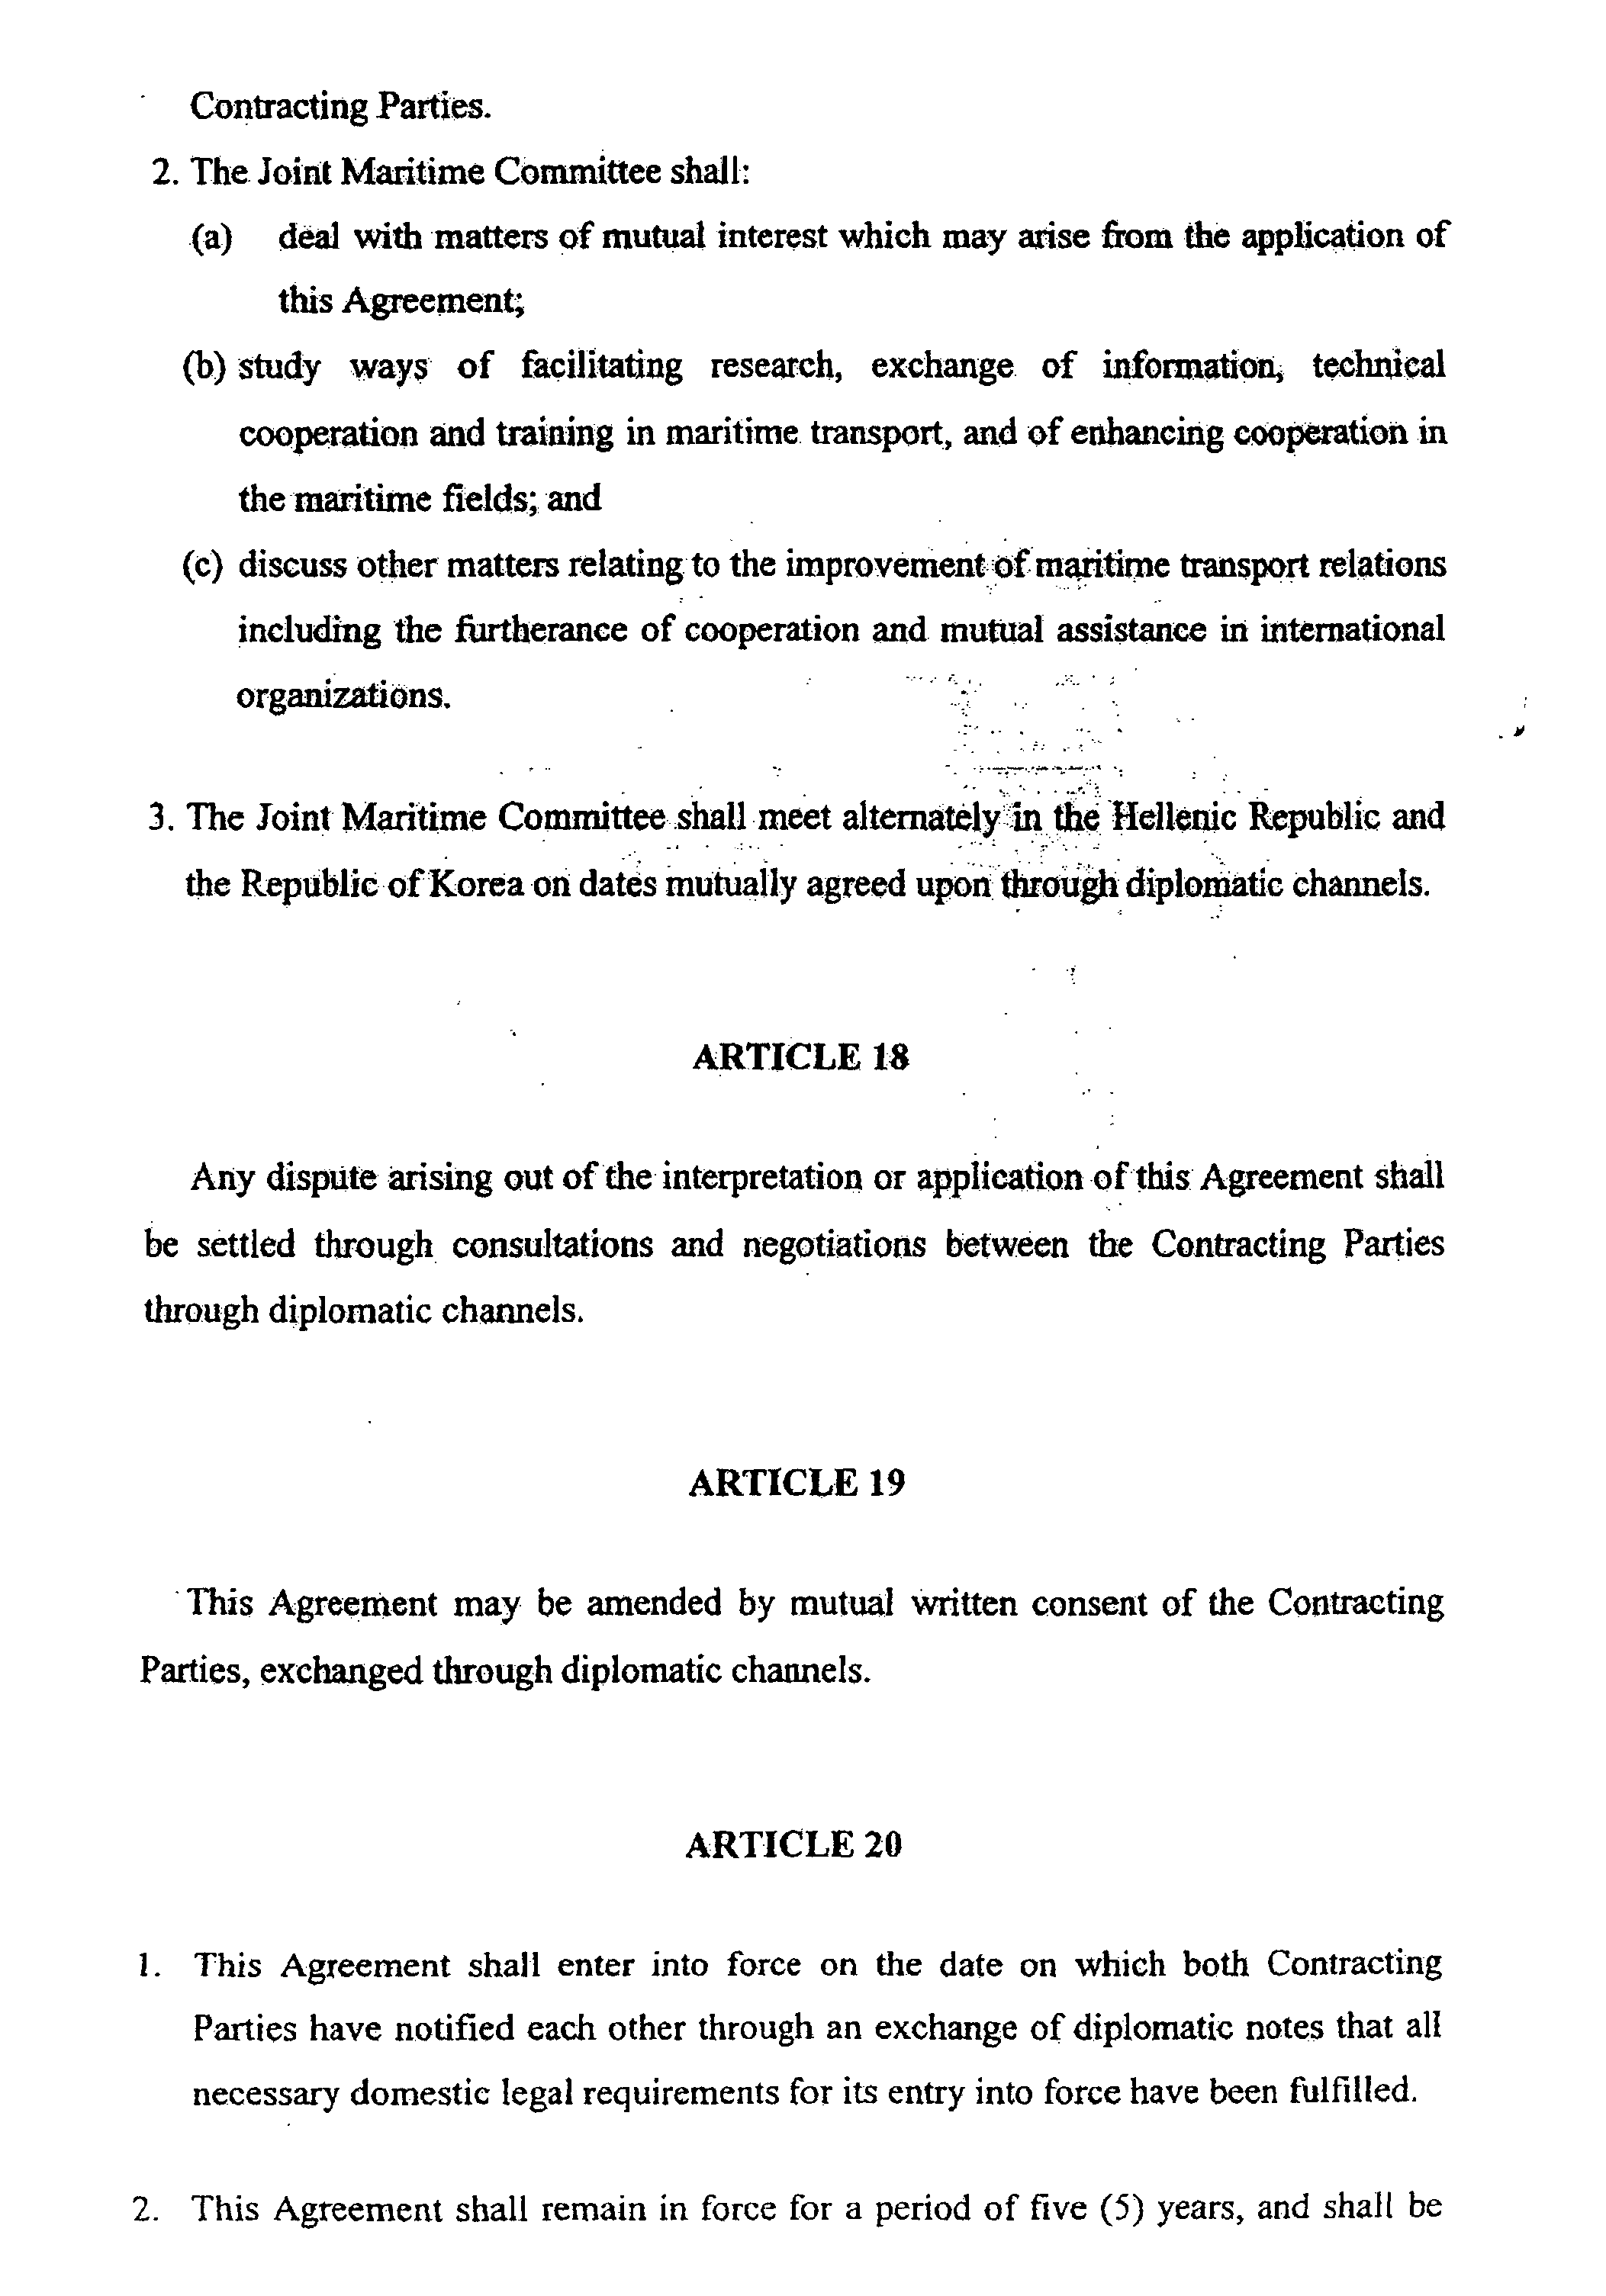 Contracting Parties.
2. The Joint Maritime Committee shall:
(a) deal with matters of mutual interest which may arise from the application of
this Agreement;
(b) study ways of facilitating research, exchange of information, technical
cooperation and training in maritime transport, and of enhancing cooperation in
the maritime fields; and
(c) discuss other matters relating to the improvement of maritime transport relations
including the furtherance of cooperation and mutual assistance in international
organizations.
3. The Joint Maritime Committee shall meet alternately in the Hellenic Republic and
the Republic of Korea on dates mutually agreed upon through diplomatic channels.
ARTICLE 18
Any dispute arising out of the interpretation or application of this Agreement shall
be settled through consultations and negotiations between the Contracting Parties
through diplomatic channels.
ARTICLE 19
This Agreement may be amended by mutual written consent of the Contracting
Parties, exchanged through diplomatic channels.
ARTICLE 20
1. This Agreement shall enter into force on the date on which both Contracting
Parties have notified each other through an exchange of diplomatic notes that all
necessary domestic legal requirements for its entry into force have been fulfilled.
2. This Agreement shall remain in force for a period of five (5) years, and shall be